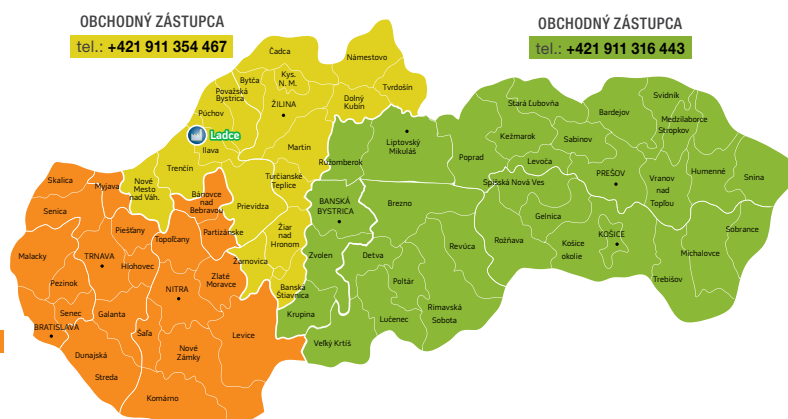 OBCHODNÝ ZÁSTUPCA
tel.: +421 911 354 467
OBCHODNÝ ZÁSTUPCA
tel.: +421 911 316 443
Čadca
Námestovo
Kys.
N. M.
Bytča
Tvrdošín
Považská
Bystrica
Dolný
Kubín
ŽILINA
Púchov
Ladce
Ilava
Martin
Ružomberok
Liptovský
Mikuláš
Trenčín
Turčianske
Teplice
Nové
Mesto
nad Váh.
Prievidza
Žiar
nad
Hronom
Žarnovica
Banská
Štiavnica
Skalica
Myjava
Bánovce
nad
Bebravou
Senica
Piešťany
Topoľčany
Partizánske
Malacky
TRNAVA
Hlohovec
Zlaté
Moravce
Pezinok
NITRA
Senec
Galanta
BRATISLAVA
Šaľa
Levice
Dunajská
Streda
Nové
Zámky
Komárno
BANSKÁ
BYSTRICA
Brezno
Zvolen
Detva
Revúca
Poltár
Krupina
Lučenec
Rimavská
Sobota
Veľký Krtíš
Poprad
Stará Ľubovňa
Kežmarok
Levoča
Sabinov
Bardejov
Svidník
Medzilaborce
Stropkov
PREŠOV
Vranov
nad
Topľou
Humenné
Snina
Spišská Nová Ves
Gelnica
Rožňava
Košice
okolie
KOŠICE
Sobrance
Michalovce
Trebišov